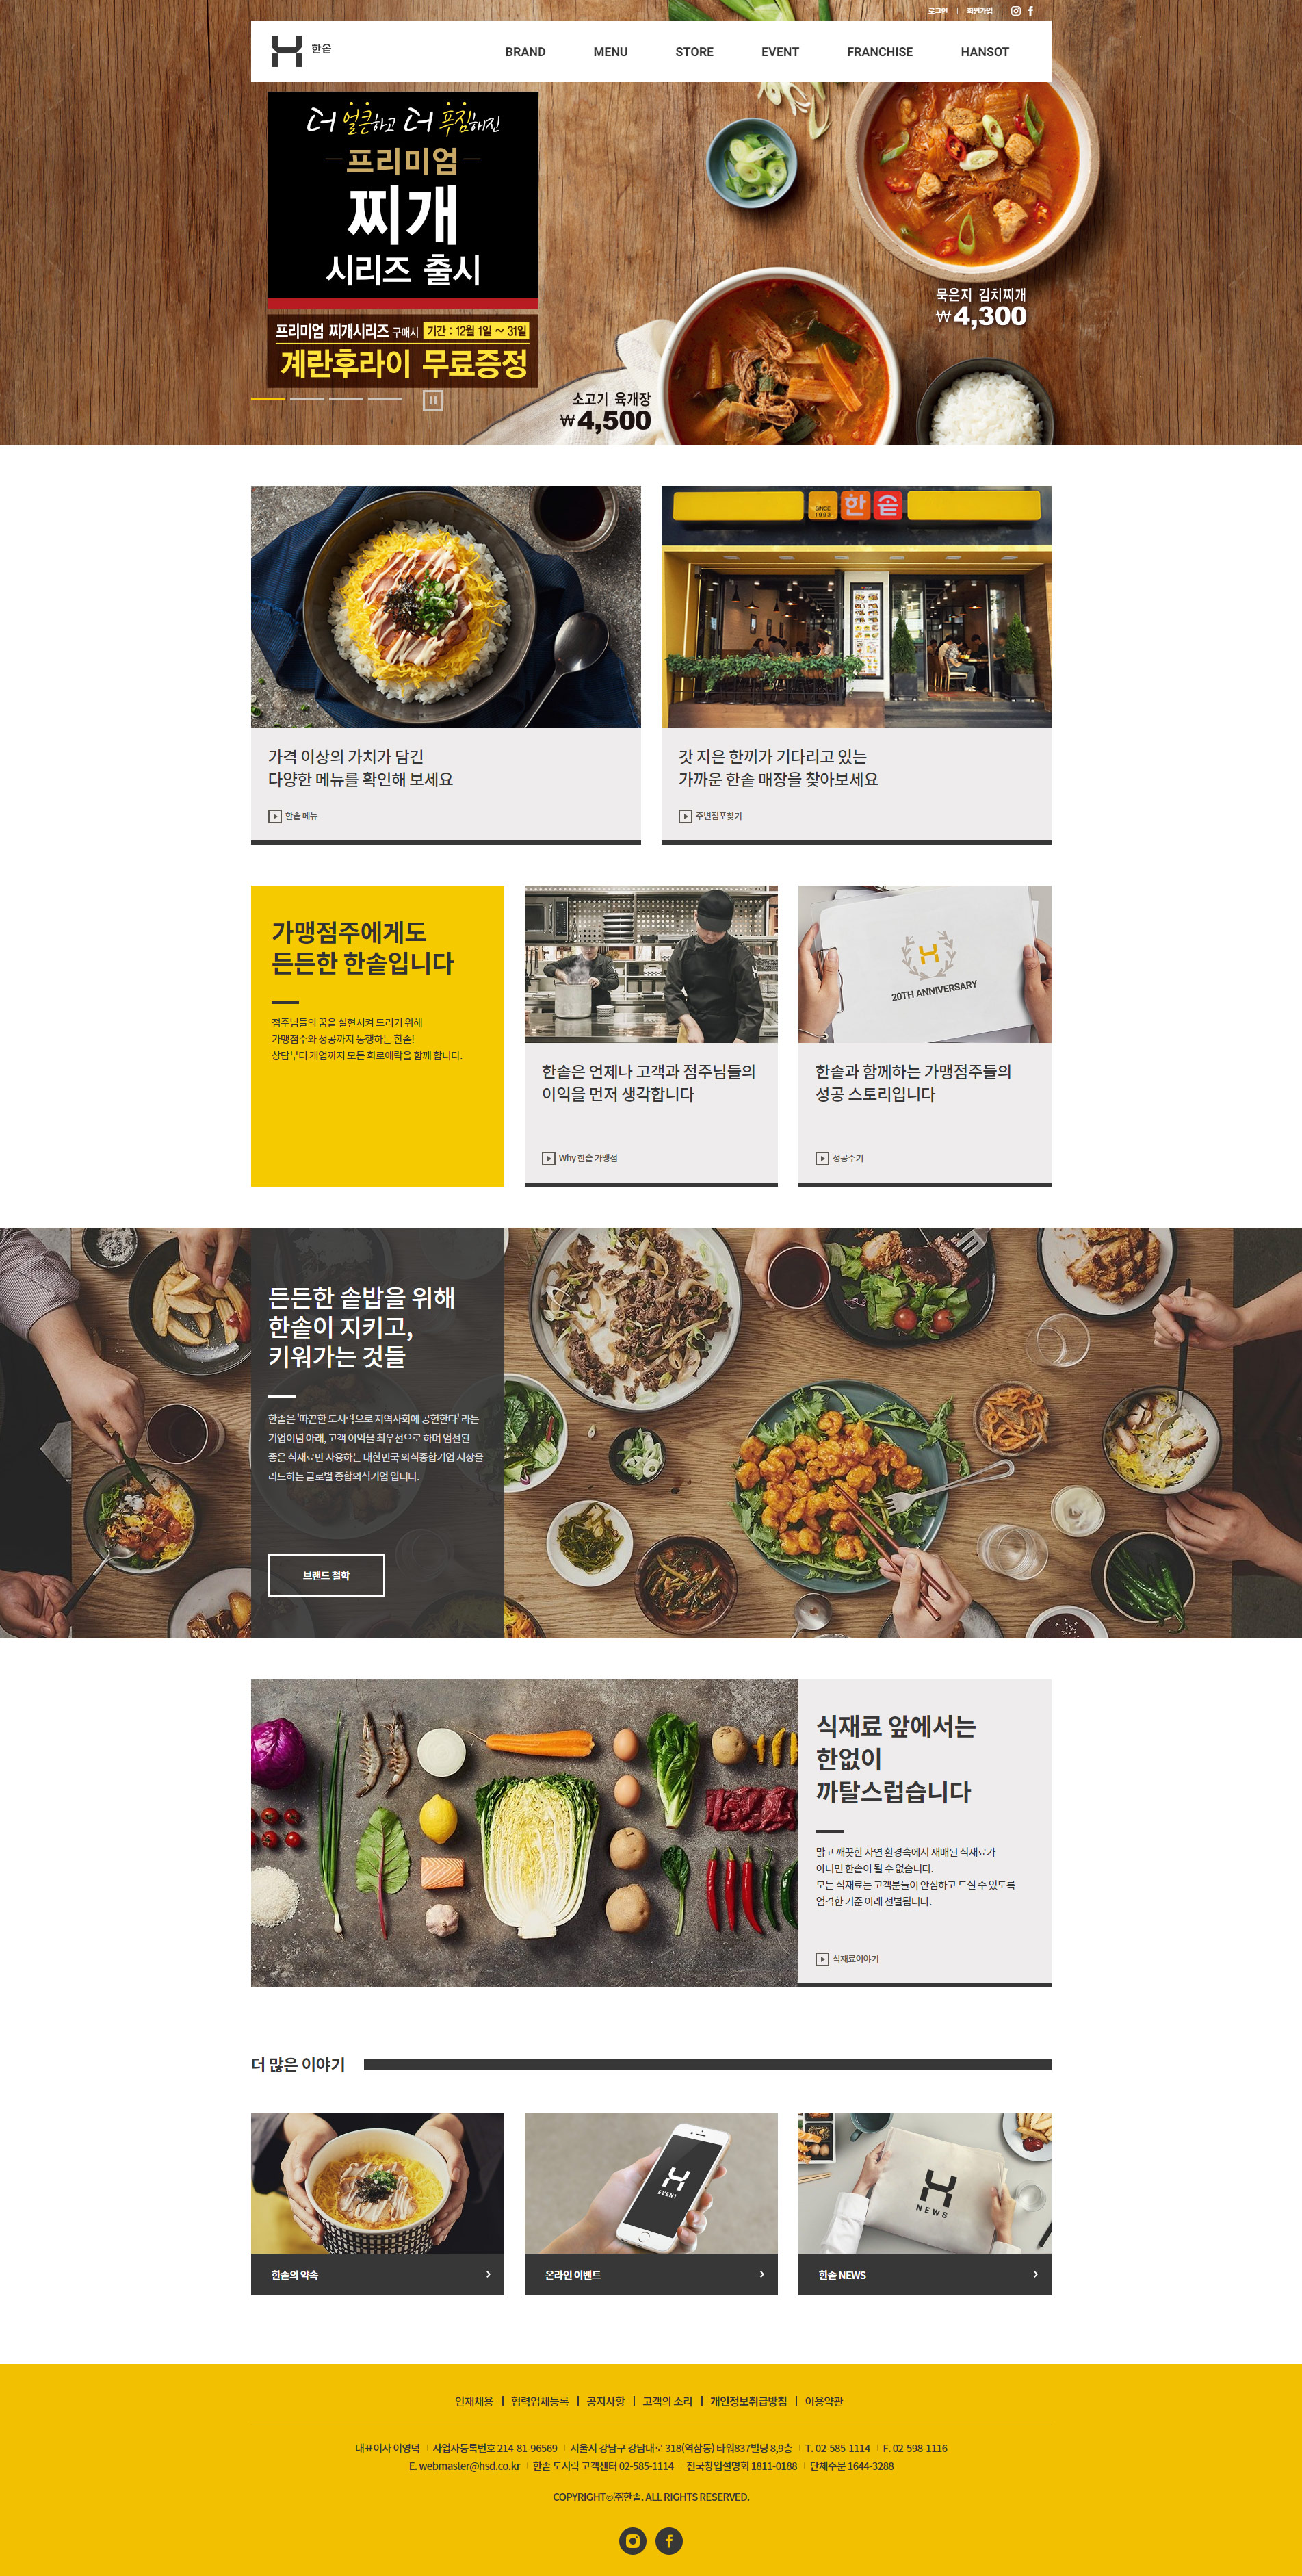 로그인
회원가입
한솥
BRAND
MENU
STORE
EVENT
FRANCHISE
HANSOT
더 얼큰하고 더 푸짐해진
프리미엄
찌개
시리즈 출시
프리미엄 찌개시리즈 구매시 기간 : 12월 1일 ~ 31일
계란후라이 무료증정
묵은지 김치찌개
₩4,300
소고기 육개장
₩4,500
SINCE 1993 한솥
가격 이상의 가치가 담긴
다양한 메뉴를 확인해 보세요
한솥 메뉴
갓 지은 한끼가 기다리고 있는
가까운 한솥 매장을 찾아보세요
주변점포찾기
가맹점주에게도
든든한 한솥입니다
점주님들의 꿈을 실현시켜 드리기 위해
가맹점주와 성공까지 동행하는 한솥!
상담부터 개업까지 모든 희로애락을 함께 합니다.
한솥은 언제나 고객과 점주님들의
이익을 먼저 생각합니다
Why 한솥 가맹점
20TH ANNIVERSARY
한솥과 함께하는 가맹점주들의
성공 스토리입니다
성공수기
든든한 솥밥을 위해
한솥이 지키고,
키워가는 것들
한솥은 '따끈한 도시락으로 지역사회에 공헌한다' 라는
기업이념 아래, 고객 이익을 최우선으로 하며 엄선된
좋은 식재료만 사용하는 대한민국 외식종합기업 시장을
리드하는 글로벌 종합외식기업 입니다.
브랜드 철학
식재료 앞에서는
한없이
까탈스럽습니다
맑고 깨끗한 자연 환경속에서 재배된 식재료가
아니면 한솥이 될 수 없습니다.
모든 식재료는 고객분들이 안심하고 드실 수 있도록
엄격한 기준 아래 선별됩니다.
식재료이야기
더 많은 이야기
한솥의 약속
EVENT
온라인 이벤트
NEWS
한솥 NEWS
인재채용
협력업체등록
공지사항
고객의 소리
개인정보취급방침
이용약관
대표이사 이영덕 사업자등록번호 214-81-96569 서울시 강남구 강남대로 318(역삼동) 타워837빌딩 8,9층 T. 02-585-1114 F. 02-598-1116
E. webmaster@hsd.co.kr 한솥 도시락 고객센터 02-585-1114 전국창업설명회 1811-0188 단체주문 1644-3288
COPYRIGHT©㈜한솥. ALL RIGHTS RESERVED.